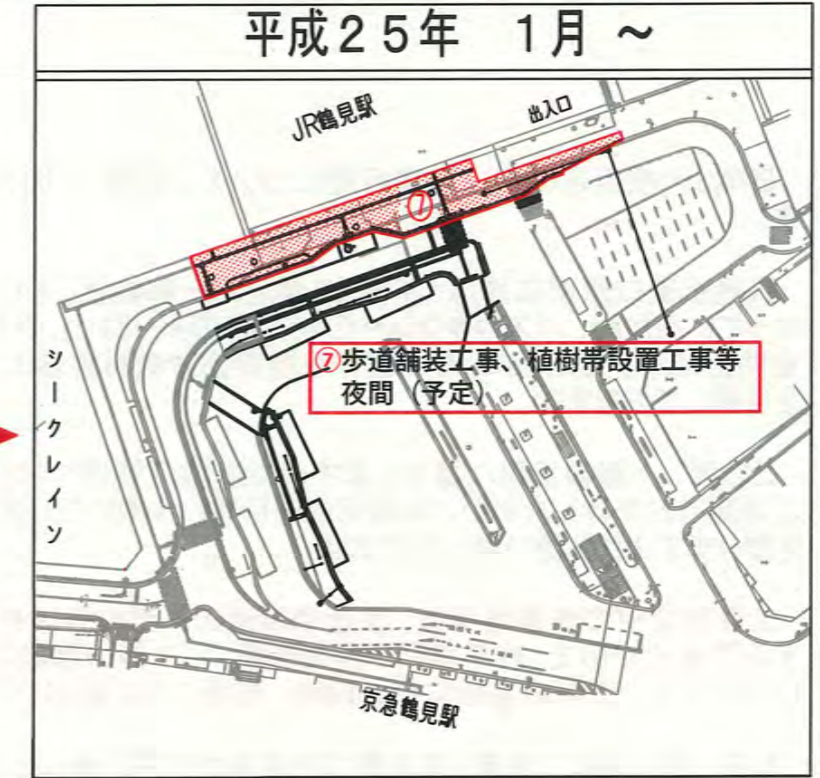 平成２５年　１月 ～
JR鶴見駅
出入口
⑦
シークレイン
⑦歩道舗装工事、植樹帯設置工事等
夜間（予定）
京急鶴見駅